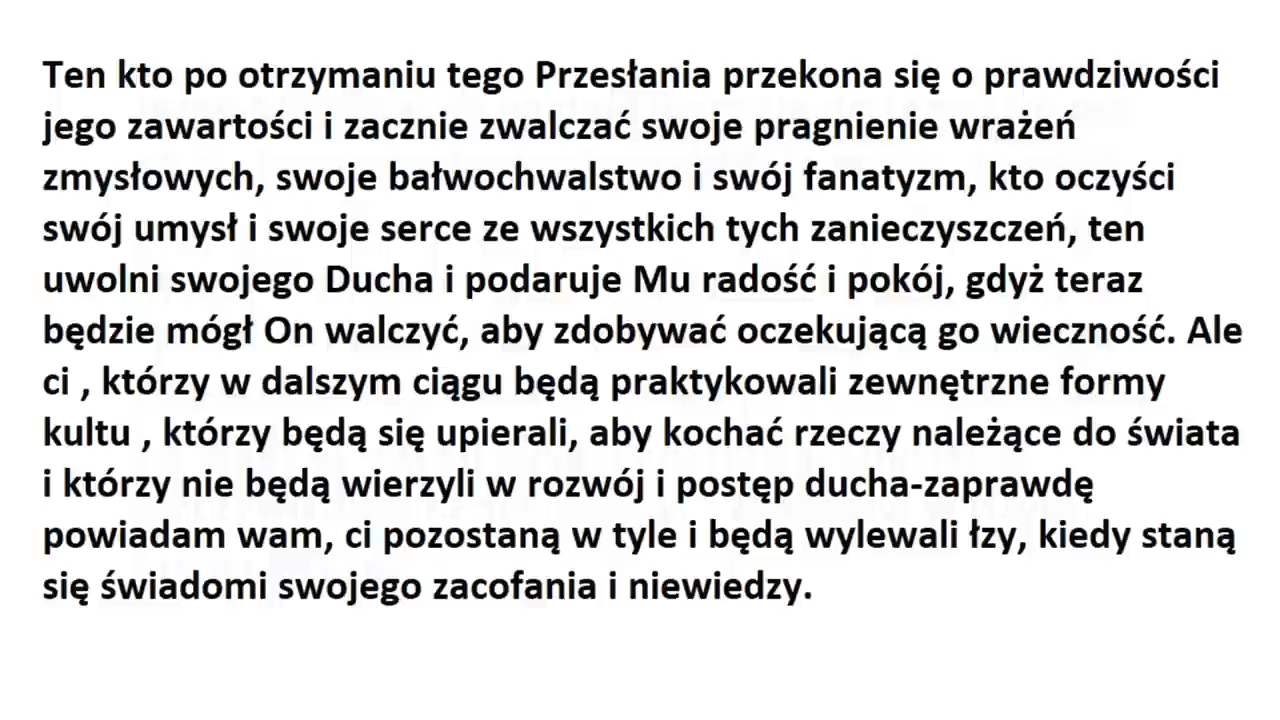 Ten kto po otrzymaniu tego Przesłania przekona się o prawdziwości
jego zawartości i zacznie zwalczać swoje pragnienie wrażeń
zmysłowych, swoje bałwochwalstwo i swój fanatyzm, kto oczyści
swój umysł i swoje serce ze wszystkich tych zanieczyszczeń, ten
uwolni swojego Ducha i podaruje Mu radość i pokój, gdyż teraz
będzie mógł On walczyć, aby zdobywać oczekującą go wieczność. Ale
ci , którzy w dalszym ciągu będą praktykowali zewnętrzne formy
kultu , którzy będą się upierali, aby kochać rzeczy należące do świata
i którzy nie będą wierzyli w rozwój i postęp ducha-zaprawdę
powiadam wam, ci pozostaną w tyle i będą wylewali łzy, kiedy staną
się świadomi swojego zacofania i niewiedzy.